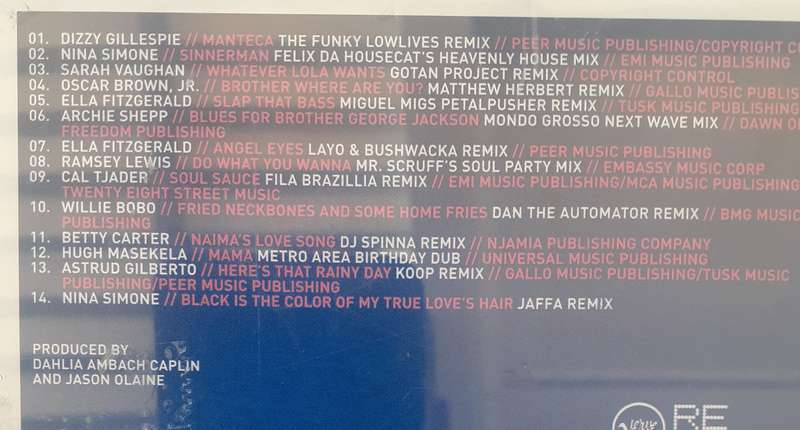 01. DIZZY GILLESPIE // MANTECA THE FUNKY LOWLIVES REMIX // PEER MUSIC PUBLISHING/COPYRIGHT
02. NINA SIMONE // SINNERMAN FELIX DA HOUSECAT'S HEAVENLY HOUSE MIX // EMI MUSIC PUBLISHING
03. SARAH VAUGHAN // WHATEVER LOLA WANTS GOTAN PROJECT REMIX // COPYRIGHT CONTROL
04. OSCAR BROWN, JR. // BROTHER WHERE ARE YOU? MATTHEW HERBERT REMIX // GALLO MUSIC
05. ELLA FITZGERALD // SLAP THAT BASS MIGUEL MIGS PETALPUSHER REMIX // TUSK MUSIC
06. ARCHIE SHEPP // BLUES FOR BROTHER GEORGE JACKSON MONDO GROSSO NEXT WAVE MIX // DAWN
FREEDOM PUBLISHING
07. ELLA FITZGERALD // ANGEL EYES LAYO & BUSHWACKA REMIX // PEER MUSIC PUBLISHING
08. RAMSEY LEWIS // DO WHAT YOU WANNA MR. SCRUFF'S SOUL PARTY MIX // EMBASSY MUSIC CORP
09. CAL TJADER // SOUL SAUCE FILA BRAZILLIA REMIX // EMI MUSIC PUBLISHING/MCA MUSIC PUBLISHING
TWENTY EIGHT STREET MUSIC
10. WILLIE BOBO // FRIED NECKBONES AND SOME HOME FRIES DAN THE AUTOMATOR REMIX // BMG MUSIC
PUBLISHING
11. BETTY CARTER // NAIMA'S LOVE SONG DJ SPINNA REMIX // NJAMIA PUBLISHING COMPANY
12. HUGH MASEKELA // MAMA METRO AREA BIRTHDAY DUB // UNIVERSAL MUSIC PUBLISHING
13. ASTRUD GILBERTO // HERE'S THAT RAINY DAY KOOP REMIX // GALLO MUSIC PUBLISHING/TUSK MUSIC
PUBLISHING/PEER MUSIC PUBLISHING
14. NINA SIMONE // BLACK IS THE COLOR OF MY TRUE LOVE'S HAIR JAFFA REMIX
PRODUCED BY
DAHLIA AMBACH CAPLIN
AND JASON OLAINE
verve RE